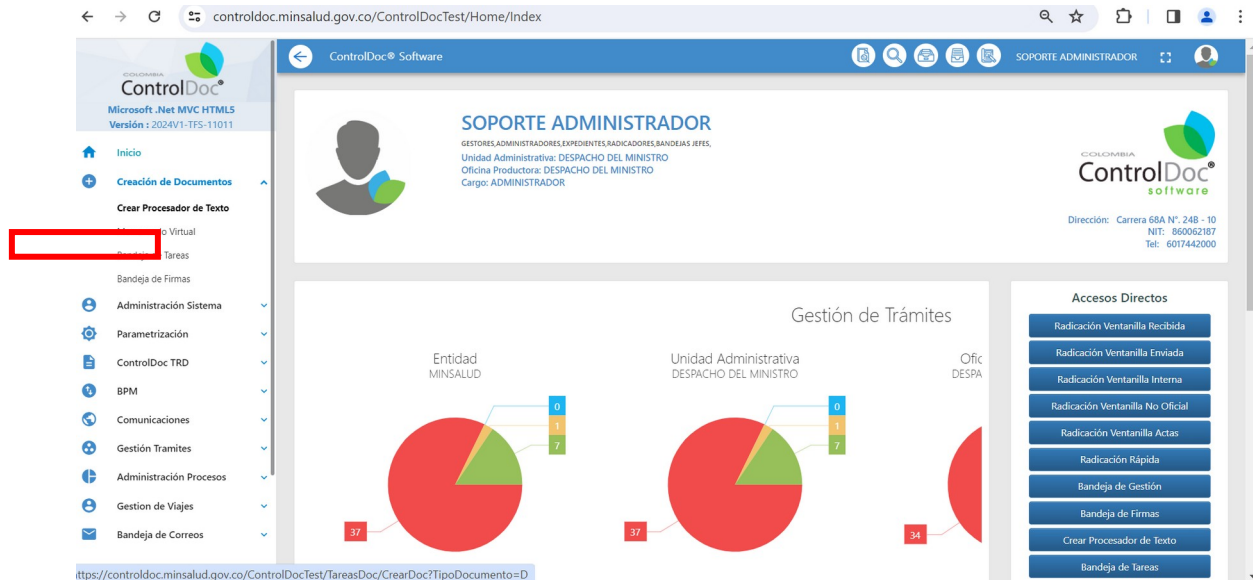 controldoc.minsalud.gov.co/ControlDocTest/Home/Index
COLOMBIA
ControlDoc®
Microsoft .Net MVC HTML5
Versión : 2024V1-TFS-11011
Inicio
Creación de Documentos
Crear Procesador de Texto
o Virtual
Tareas
Bandeja de Firmas
Administración Sistema
Parametrización
ControlDoc TRD
BPM
Comunicaciones
Gestión Tramites
Administración Procesos
Gestion de Viajes
Bandeja de Correos
ControlDoc® Software
SOPORTE ADMINISTRADOR
SOPORTE ADMINISTRADOR
GESTORES,ADMINISTRADORES,EXPEDIENTES,RADICADORES,BANDEJAS JEFES,
Unidad Administrativa: DESPACHO DEL MINISTRO
Oficina Productora: DESPACHO DEL MINISTRO
Cargo: ADMINISTRADOR
COLOMBIA
ControlDoc®
software
Dirección: Carrera 68A N°. 24B - 10
NIT: 860062187
Tel: 6017442000
Gestión de Trámites
Entidad
MINSALUD
0
1
7
37
Unidad Administrativa
DESPACHO DEL MINISTRO
0
1
7
37
Ofic
DESPA
34
Accesos Directos
Radicación Ventanilla Recibida
Radicación Ventanilla Enviada
Radicación Ventanilla Interna
Radicación Ventanilla No Oficial
Radicación Ventanilla Actas
Radicación Rápida
Bandeja de Gestión
Bandeja de Firmas
Crear Procesador de Texto
Bandeja de Tareas
ttps://controldoc.minsalud.gov.co/ControlDocTest/TareasDoc/CrearDoc?TipoDocumento=D